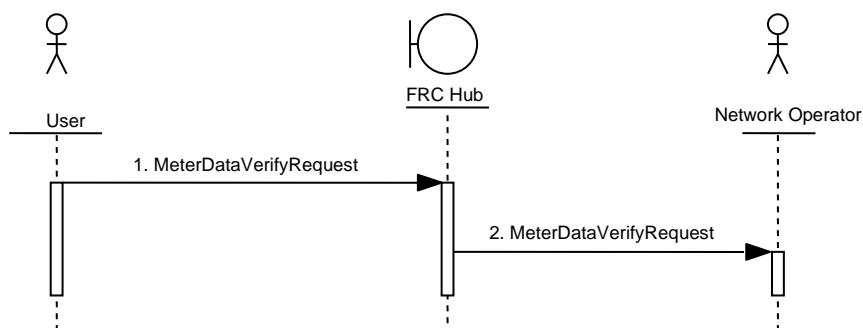 FRC Hub
User
Network Operator
1. MeterDataVerifyRequest
2. MeterDataVerifyRequest